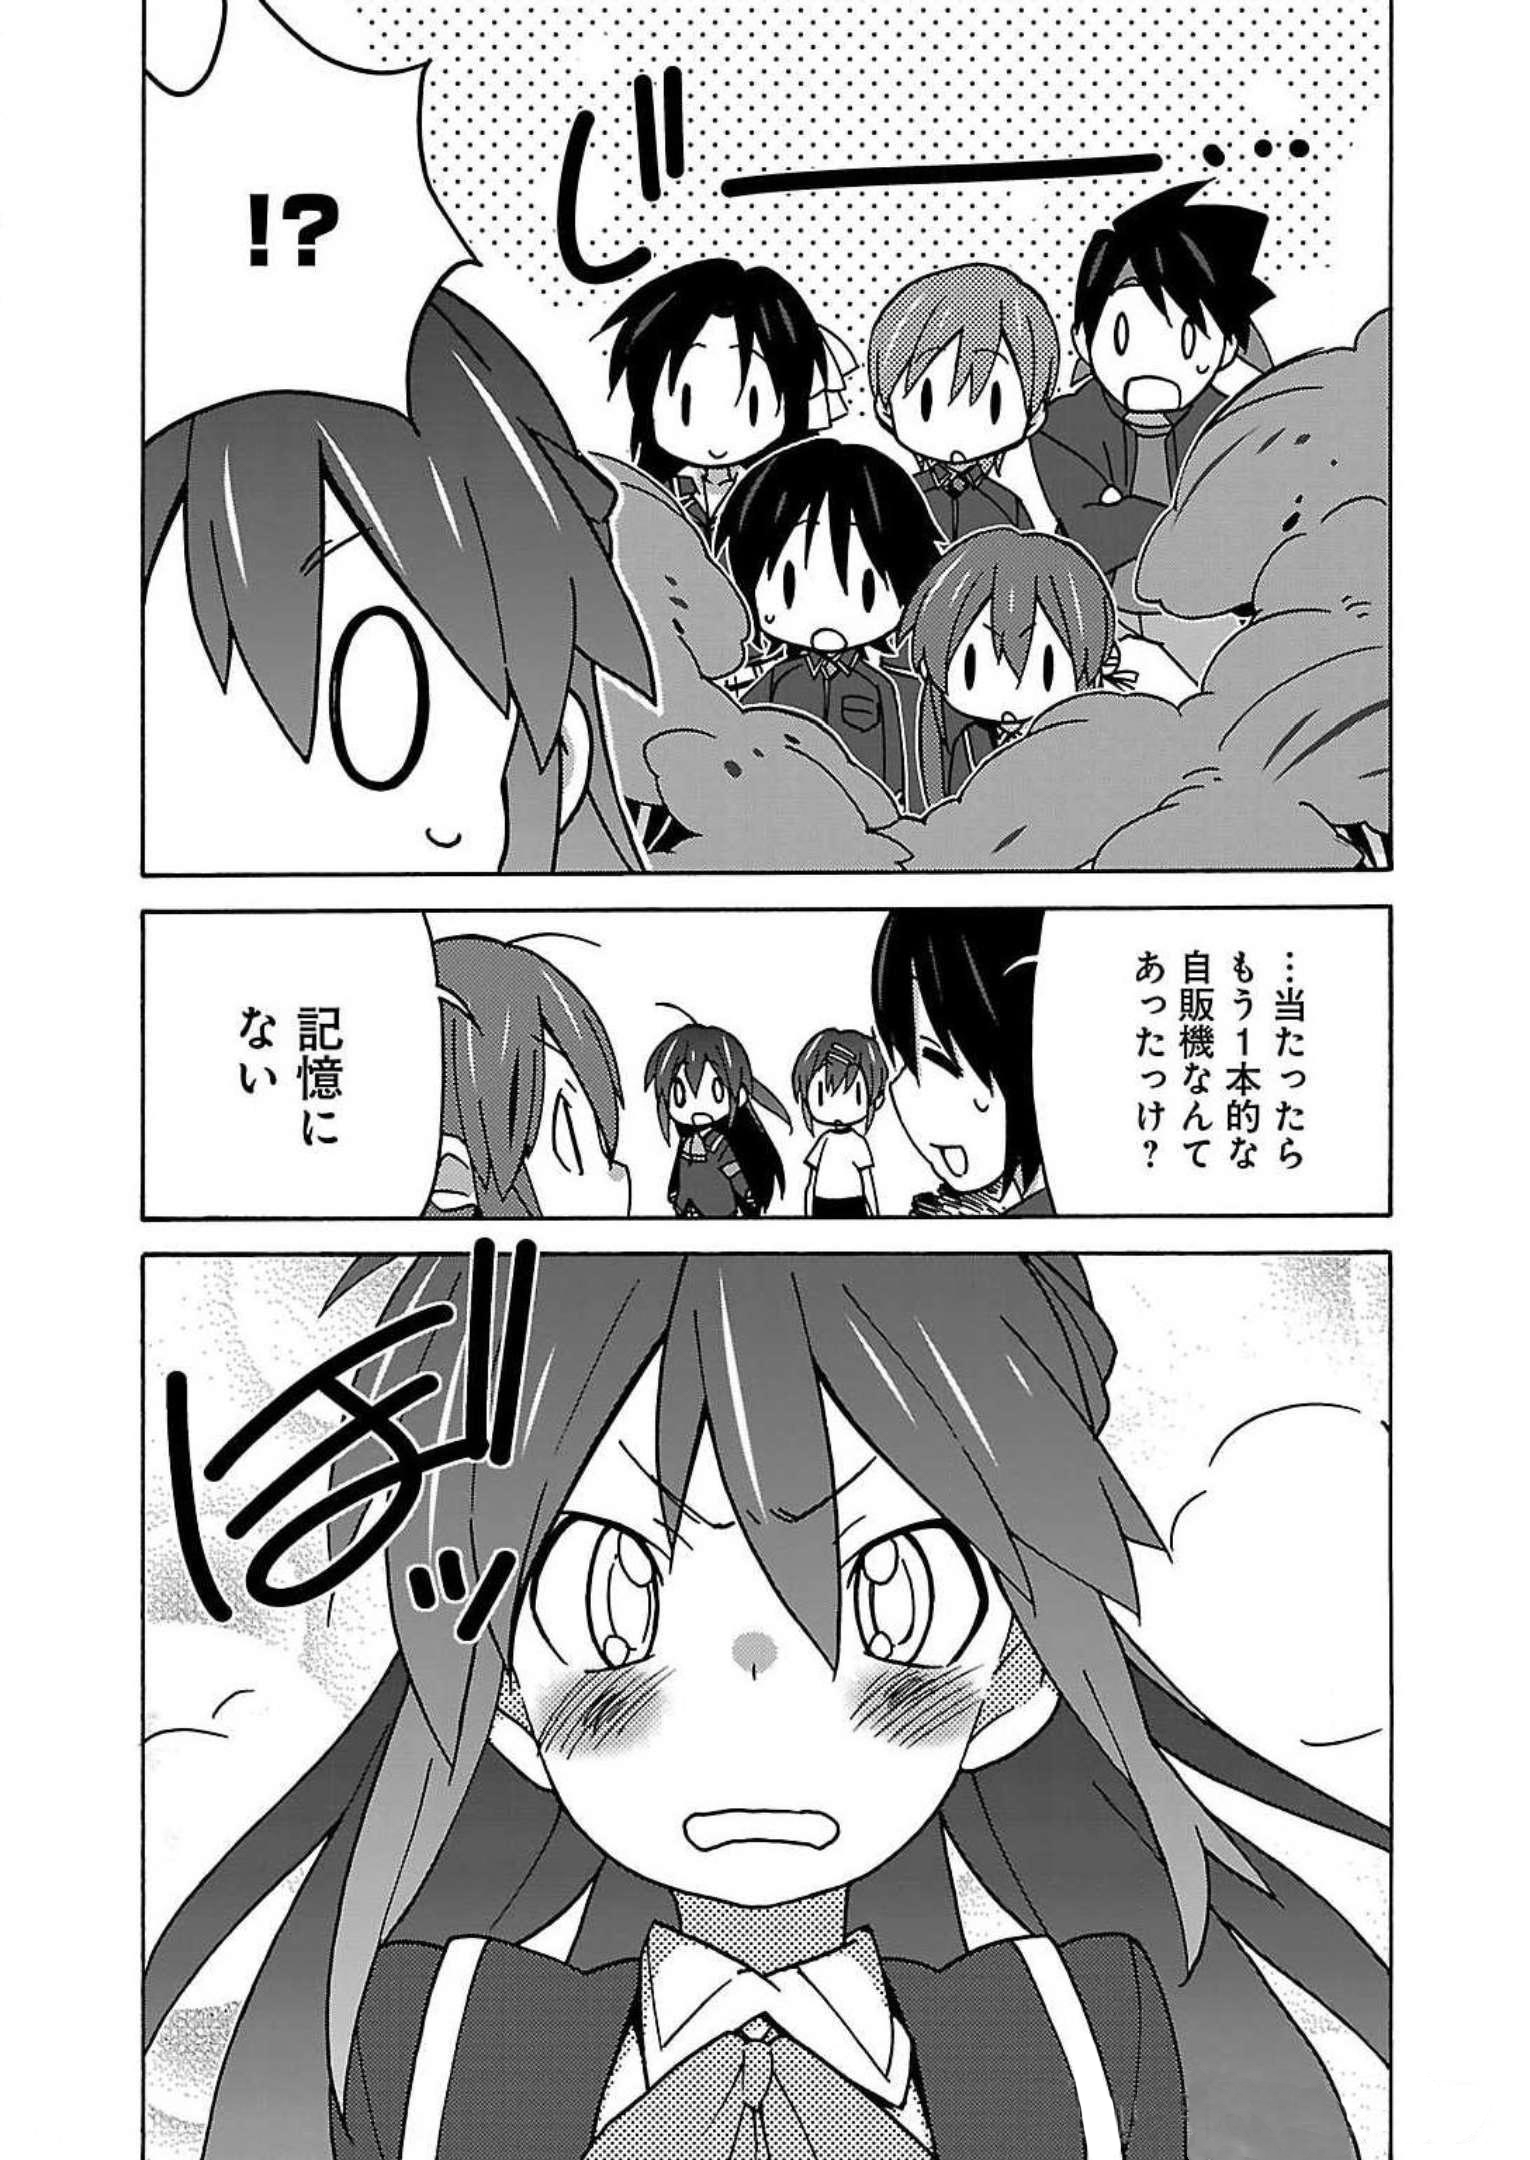 じーー…
!?
…当たったら
もう1本的な
自販機なんて
あったっけ?
記憶に
ない
ぼッ